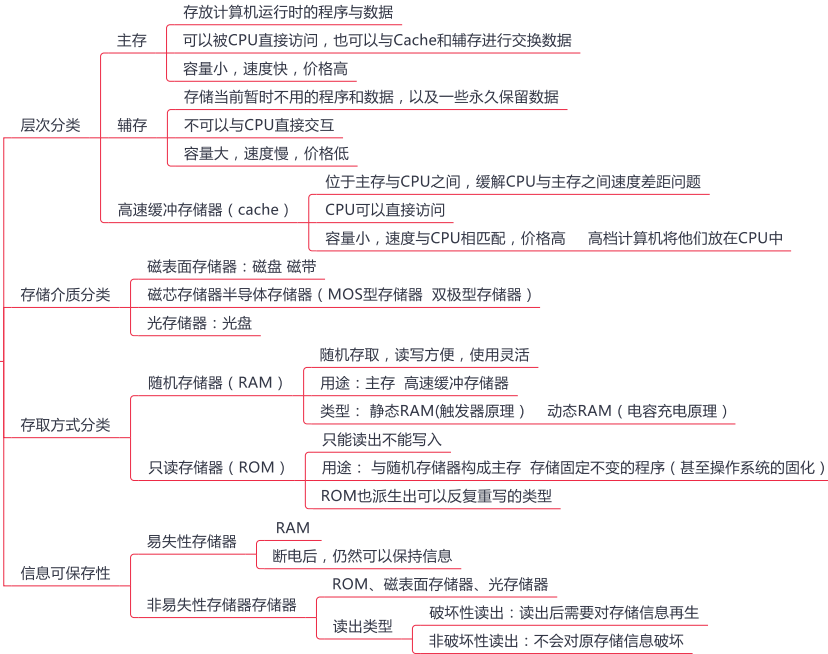 存放计算机运行时的程序与数据
主存
可以被CPU直接访问，也可以与Cache和辅存进行交换数据
容量小，速度快，价格高
存储当前暂时不用的程序和数据，以及一些永久保留数据
层次分类
辅存
不可以与CPU直接交互
容量大，速度慢，价格低
位于主存与CPU之间，缓解CPU与主存之间速度差距问题
高速缓冲存储器（cache）
CPU可以直接访问
容量小，速度与CPU相匹配，价格高 高档计算机将他们放在CPU中
磁表面存储器：磁盘 磁带
存储介质分类
磁芯存储器半导体存储器（MOS型存储器 双极型存储器）
光存储器：光盘
随机存取，读写方便，使用灵活
随机存储器（RAM）
用途：主存 高速缓冲存储器
类型： 静态RAM(触发器原理） 动态RAM（电容充电原理）
存取方式分类
只能读出不能写入
只读存储器（ROM）
用途： 与随机存储器构成主存 存储固定不变的程序（甚至操作系统的固化）
ROM也派生出可以反复重写的类型
RAM
易失性存储器
断电后，仍然可以保持信息
信息可保存性
ROM、磁表面存储器、光存储器
非易失性存储器存储器
破坏性读出：读出后需要对存储信息再生
读出类型
非破坏性读出：不会对原存储信息破坏